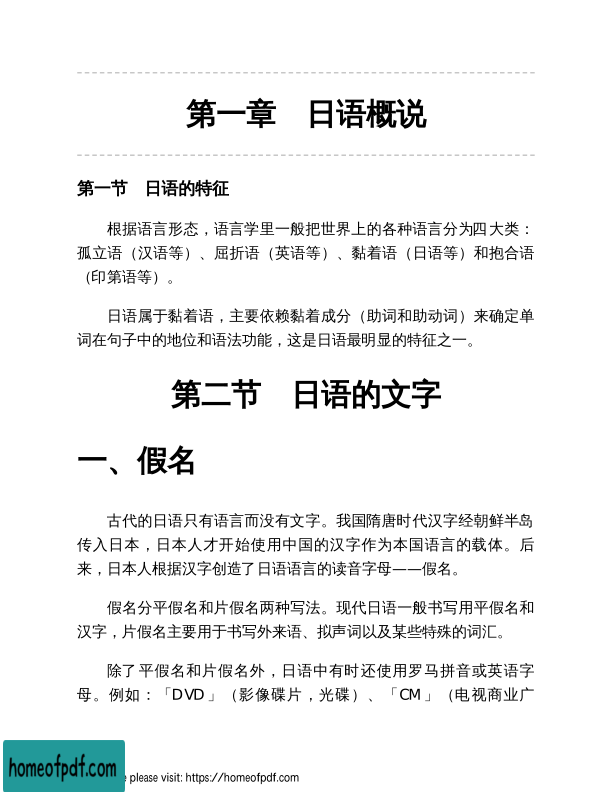 第一章　日语概说
第一节　日语的特征
根据语言形态，语言学里一般把世界上的各种语言分为四大类：
孤立语（汉语等）、屈折语（英语等）、黏着语（日语等）和抱合语
（印第语等）。
日语属于黏着语，主要依赖黏着成分（助词和助动词）来确定单
词在句子中的地位和语法功能，这是日语最明显的特征之一。
第二节　日语的文字
一、假名
古代的日语只有语言而没有文字。我国隋唐时代汉字经朝鲜半岛
传入日本，日本人才开始使用中国的汉字作为本国语言的载体。后
来，日本人根据汉字创造了日语语言的读音字母——假名。
假名分平假名和片假名两种写法。现代日语一般书写用平假名和
汉字，片假名主要用于书写外来语、拟声词以及某些特殊的词汇。
除了平假名和片假名外，日语中有时还使用罗马拼音或英语字
母。例如：「DVD」（影像碟片，光碟）、「CM」（电视商业广
homeofpdf.com
please visit: https://homeofpdf.com